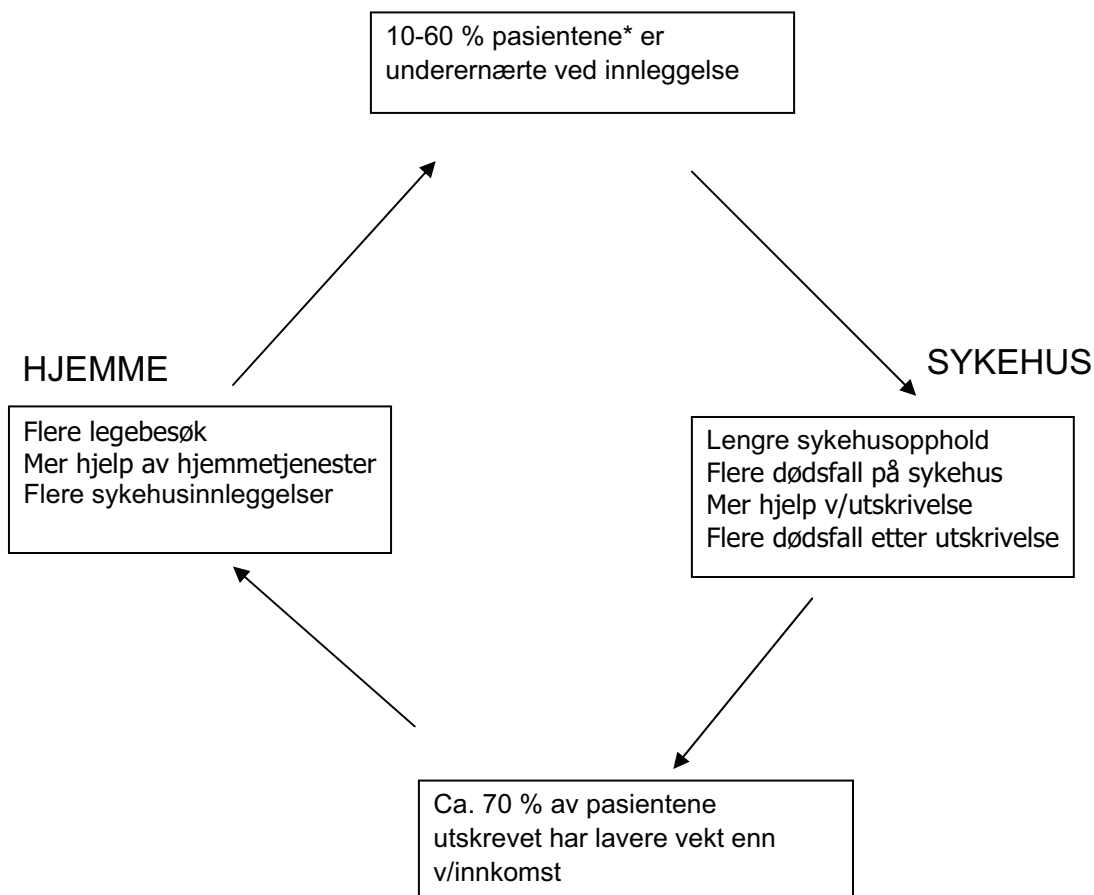 10-60 % pasientene* er
underernærte ved innleggelse
HJEMME
SYKEHUS
Flere legebesøk
Mer hjelp av hjemmetjenester
Flere sykehusinnleggelser
Lengre sykehusopphold
Flere dødsfall på sykehus
Mer hjelp v/utskrivelse
Flere dødsfall etter utskrivelse
Ca. 70 % av pasientene
utskrevet har lavere vekt enn
v/innkomst